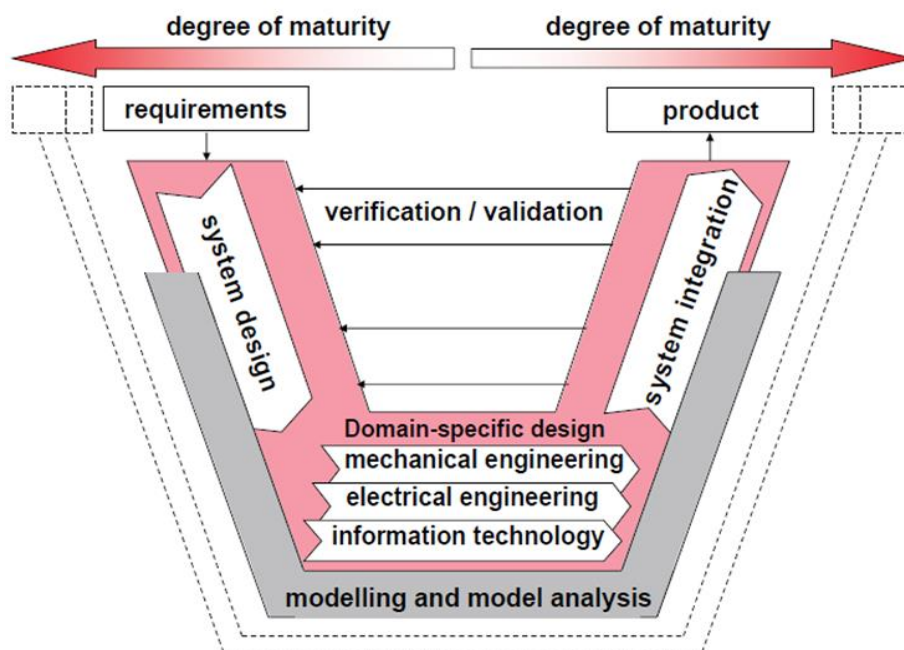 degree of maturity
degree of maturity
requirements
product
verification / validation
system design
system integration
Domain-specific design
mechanical engineering
electrical engineering
information technology
modelling and model analysis